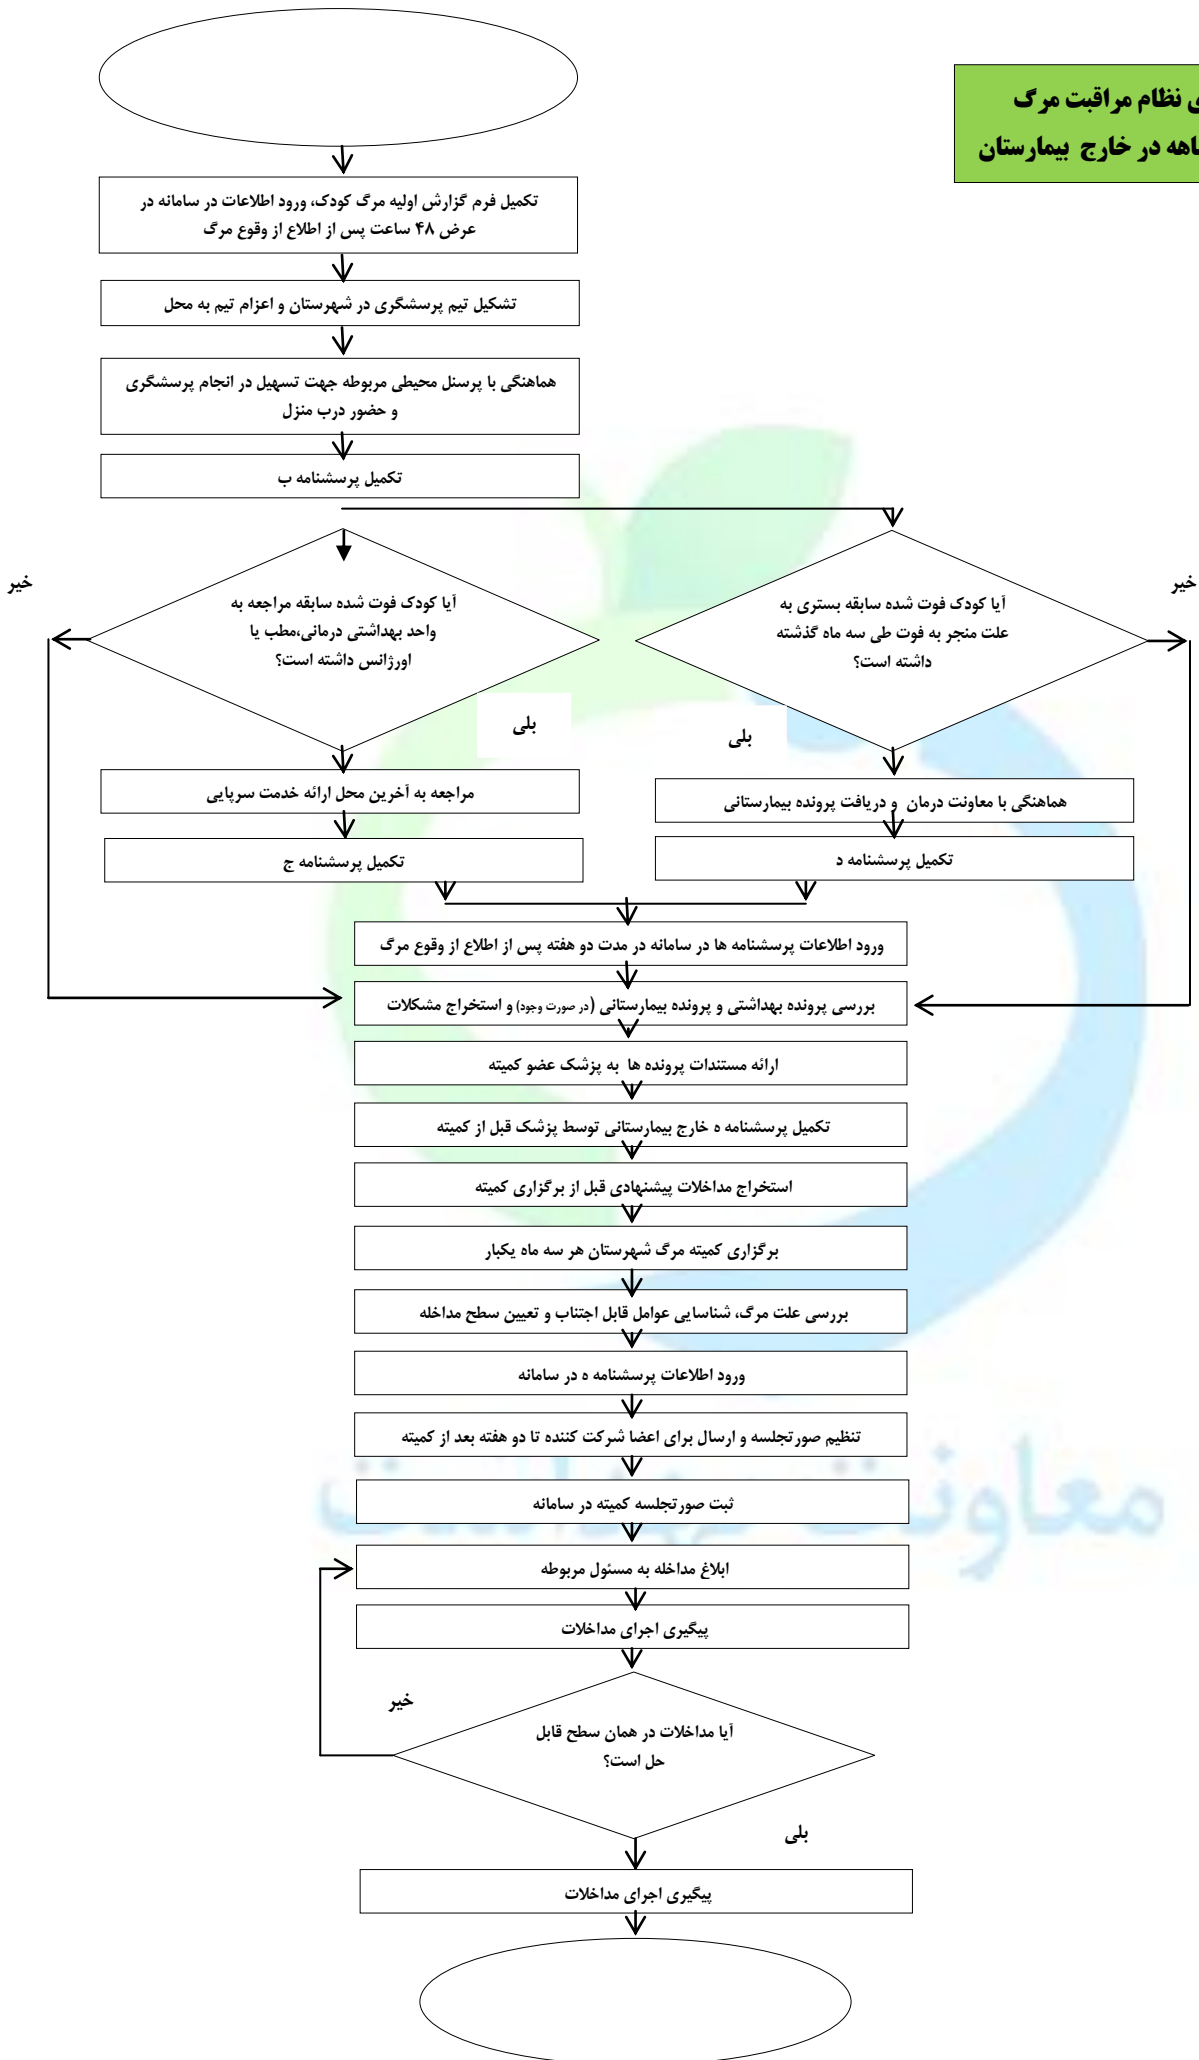 نظام مراقبت مرگ
در خارج بیمارستان
تکمیل فرم گزارش اولیه مرگ کودک، ورود اطلاعات در سامانه در
عرض ۴۸ ساعت پس از اطلاع از وقوع مرگ
تشکیل تیم پرسشگری در شهرستان و اعزام تیم به محل
هماهنگی با پرسنل محیطی مربوطه جهت تسهیل در انجام پرسشگری
و حضور درب منزل
تکمیل پرسشنامه ب
خیر
آیا کودک فوت شده سابقه بستری به
علت منجر به فوت طی سه ماه گذشته
داشته است؟
بلی
خیر
آیا کودک فوت شده سابقه مراجعه به
واحد بهداشتی درمانی،مطب یا
اورژانس داشته است؟
بلی
هماهنگی با معاونت درمان و دریافت پرونده بیمارستانی
تکمیل پرسشنامه د
مراجعه به آخرین محل ارائه خدمت سرپایی
تکمیل پرسشنامه ج
ورود اطلاعات پرسشنامه ها در سامانه در مدت دو هفته پس از اطلاع از وقوع مرگ
بررسی پرونده بهداشتی و پرونده بیمارستانی (در صورت وجود) و استخراج مشکلات
ارائه مستندات پرونده ها به پزشک عضو کمیته
تکمیل پرسشنامه ه خارج بیمارستانی توسط پزشک قبل از کمیته
استخراج مداخلات پیشنهادی قبل از برگزاری کمیته
برگزاری کمیته مرگ شهرستان هر سه ماه یکبار
بررسی علت مرگ، شناسایی عوامل قابل اجتناب و تعیین سطح مداخله
ورود اطلاعات پرسشنامه ه در سامانه
تنظیم صورتجلسه و ارسال برای اعضا شرکت کننده تا دو هفته بعد از کمیته
معاونت بهداشت
ثبت صورتجلسه کمیته در سامانه
ابلاغ مداخله به مسئول مربوطه
پیگیری اجرای مداخلات
خیر
آیا مداخلات در همان سطح قابل
حل است؟
بلی
پیگیری اجرای مداخلات